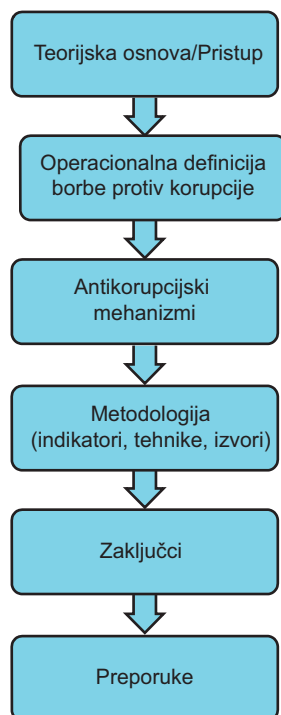 Teorijska osnova/Pristup
Operacionalna definicija
borbe protiv korupcije
Antikorupcijski
mehanizmi
Metodologija
(indikatori, tehnike, izvori)
Zaključci
Preporuke